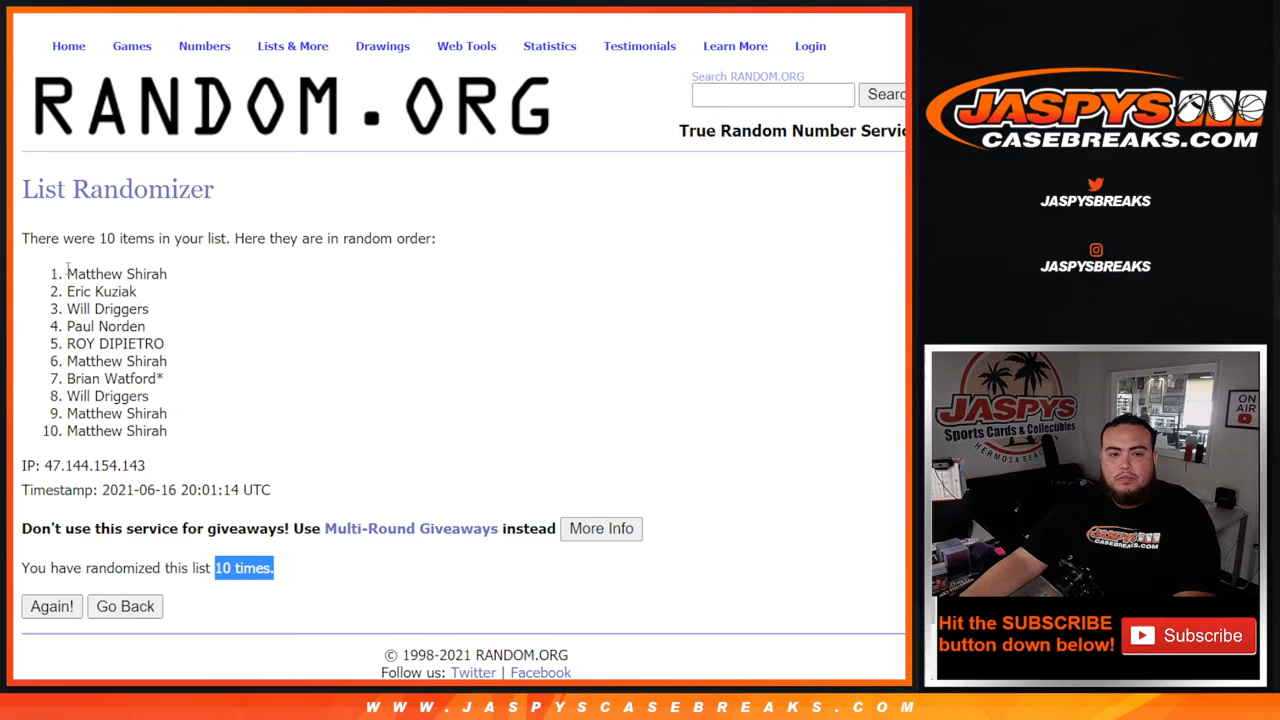 Home Games Numbers Lists & More Drawings Web Tools Statistics Testimonials Learn More Login
RANDOM.ORG
Search RANDOM.ORG
Searc
True Random Number Servic
List Randomizer
There were 10 items in your list. Here they are in random order:
1. Matthew Shirah
2. Eric Kuziak
3. Will Driggers
4. Paul Norden
5. ROY DIPIETRO
6. Matthew Shirah
7. Brian Watford*
8. Will Driggers
9. Matthew Shirah
10. Matthew Shirah
IP: 47.144.154.143
Timestamp: 2021-06-16 20:01:14 UTC
Don't use this service for giveaways! Use Multi-Round Giveaways instead More Info
You have randomized this list 10 times.
Again! Go Back
© 1998-2021 RANDOM.ORG
Follow us: Twitter | Facebook
JASPYS
CASEBREAKS.COM
JASPYSBREAKS
JASPYSBREAKS
JASPYS
Sports Cards & Collectibles
HERMOSA BEACH
ON
AIR
JASPYS
CASEBREAKS.COM
Hit the SUBSCRIBE
button down below!
Subscribe
WWW.JASPYSCASEBREAKS.COM